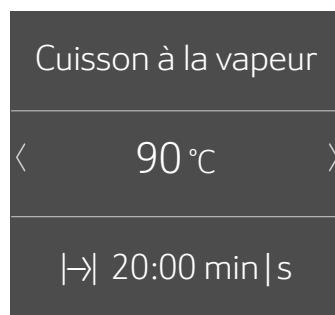 Cuisson à la vapeur
〈 90 °C 〉
|→| 20:00 min|s